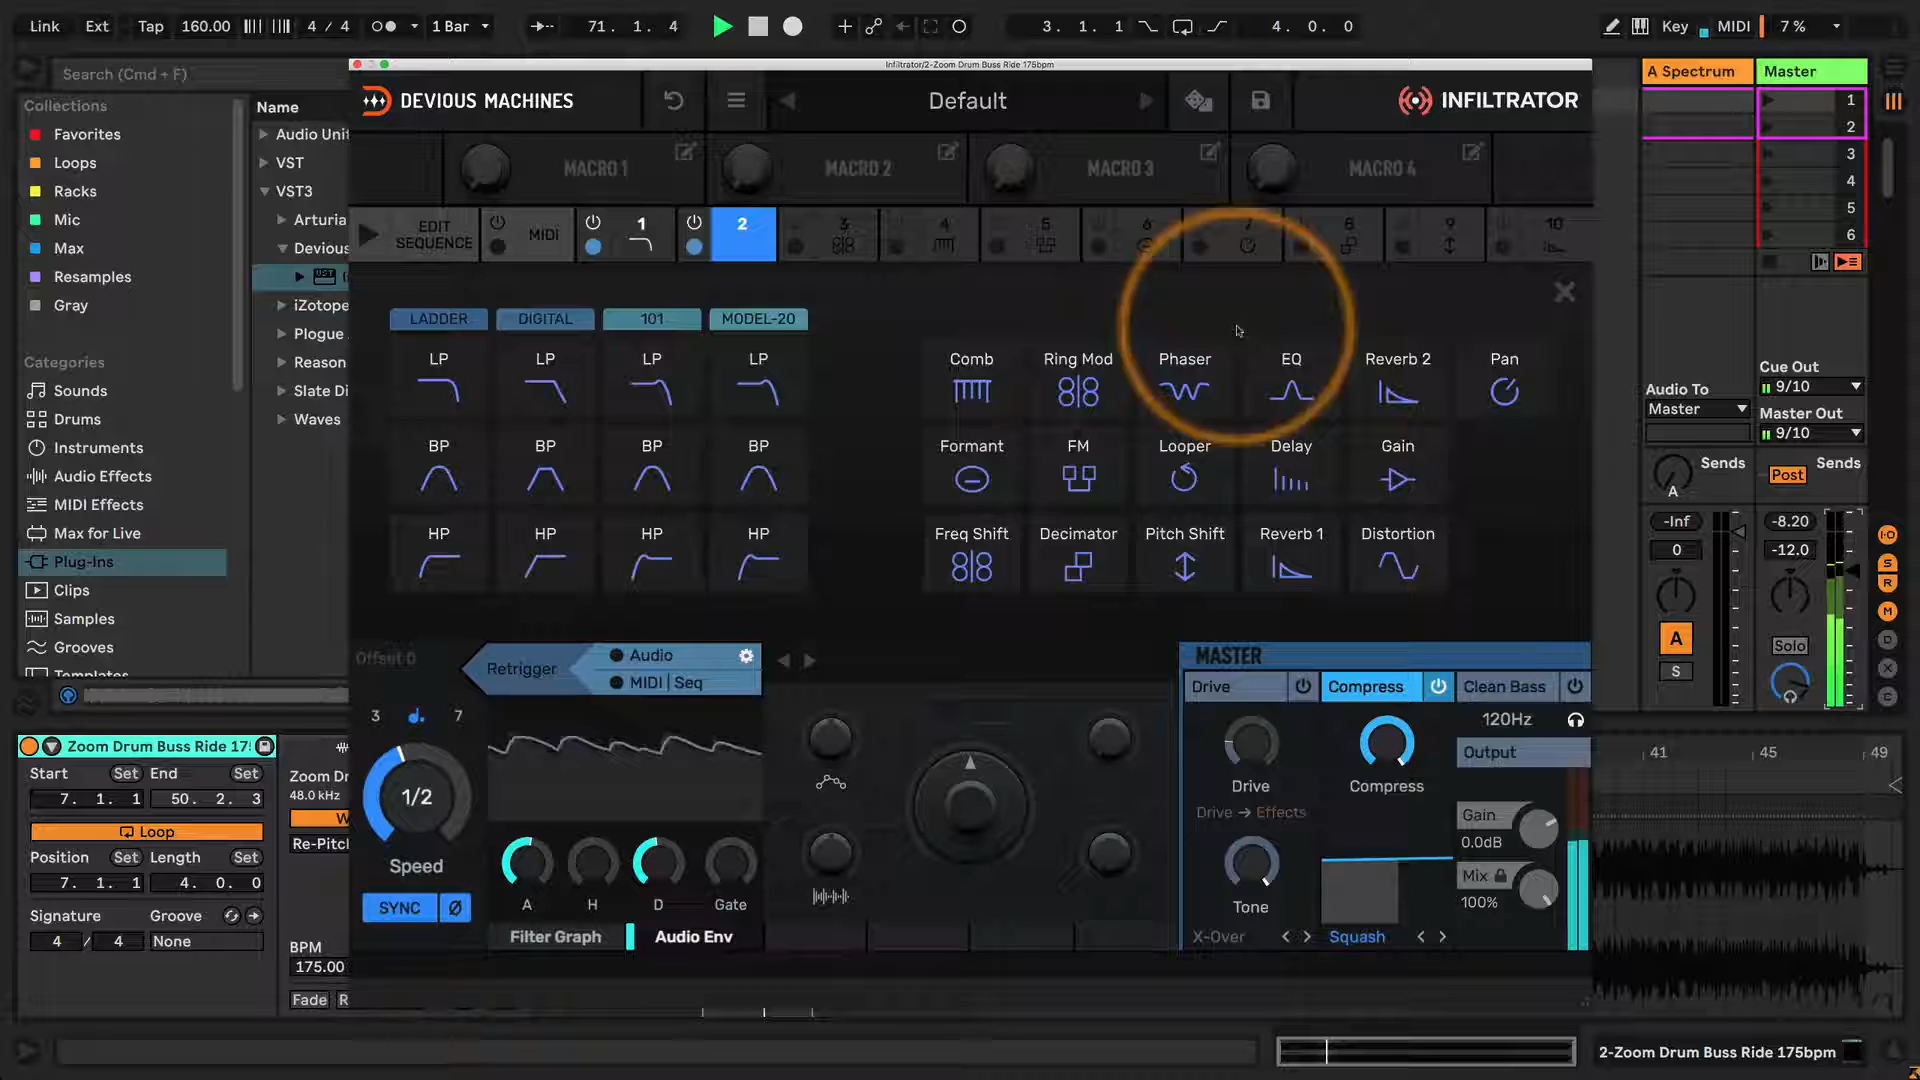 Link Ext Tap 160.00 4 / 4 1 Bar 71. 1. 4 3. 1. 1 4. 0. 0 Key MIDI 7 %
Search (Cmd + F)
Infiltrator/2-Zoom Drum Buss Ride 175bpm
A Spectrum Master
Collections
Favorites
Loops
Racks
Mic
Max
Resamples
Gray
Categories
Sounds
Drums
Instruments
Audio Effects
MIDI Effects
Max for Live
Plug-Ins
Clips
Samples
Grooves
Templates
Name
Audio Unit
VST
VST3
Arturia
Devious
VST
iZotope
Plogue
Reason
Slate Di
Waves
DEVIOUS MACHINES Default INFILTRATOR
MACRO 1 MACRO 2 MACRO 3 MACRO 4
EDIT SEQUENCE MIDI 1 2 3 4 5 6 7 8 9 10
LADDER DIGITAL 101 MODEL-20
LP LP LP LP
BP BP BP BP
HP HP HP HP
Comb Ring Mod Phaser EQ Reverb 2 Pan
Formant FM Looper Delay Gain
Freq Shift Decimator Pitch Shift Reverb 1 Distortion
Offset 0
Retrigger Audio
MIDI | Seq
3 7
1/2
Speed
SYNC Ø
A H D Gate
Filter Graph Audio Env
MASTER
Drive Compress Clean Bass
120Hz
Output
Drive Compress
Drive → Effects
Gain
0.0dB
Mix
100%
Tone
X-Over < > Squash < >
1
2
3
4
5
6
Cue Out
9/10
Audio To
Master
Master Out
9/10
Sends Sends
A Post
-Inf -8.20
0 -12.0
A Solo
S
I·O
S
R
M
D
X
C
Zoom Drum Buss Ride 17
Start Set End Set
7. 1. 1 50. 2. 3
Loop
Position Set Length Set
7. 1. 1 4. 0. 0
Signature Groove
4 / 4 None
Zoom Dr
48.0 kHz
W
Re-Pitch
BPM
175.00
Fade R
41 45 49
2-Zoom Drum Buss Ride 175bpm